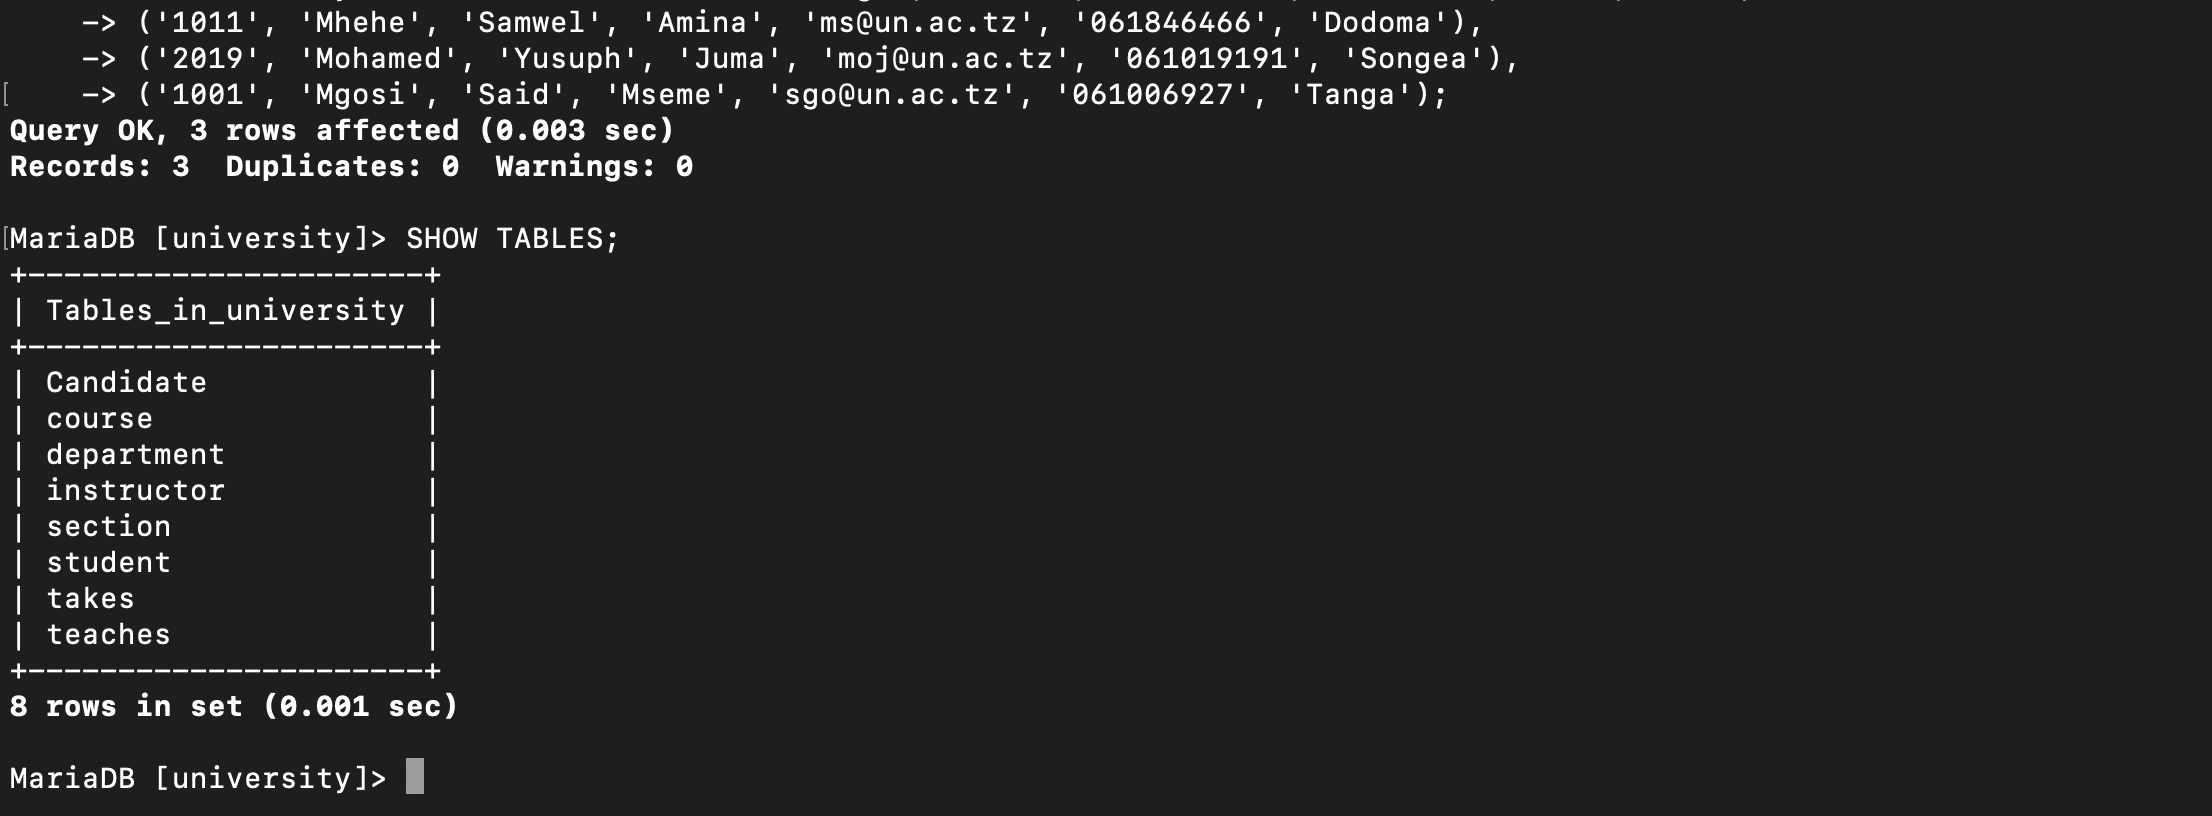 -> ('1011', 'Mhehe', 'Samwel', 'Amina', 'ms@un.ac.tz', '061846466', 'Dodoma'),
-> ('2019', 'Mohamed', 'Yusuph', 'Juma', 'moj@un.ac.tz', '061019191', 'Songea'),
[    -> ('1001', 'Mgosi', 'Said', 'Mseme', 'sgo@un.ac.tz', '061006927', 'Tanga');
Query OK, 3 rows affected (0.003 sec)
Records: 3  Duplicates: 0  Warnings: 0
[MariaDB [university]> SHOW TABLES;
+----------------------+
| Tables_in_university |
+----------------------+
| Candidate            |
| course               |
| department           |
| instructor           |
| section              |
| student              |
| takes                |
| teaches              |
+----------------------+
8 rows in set (0.001 sec)
MariaDB [university]>